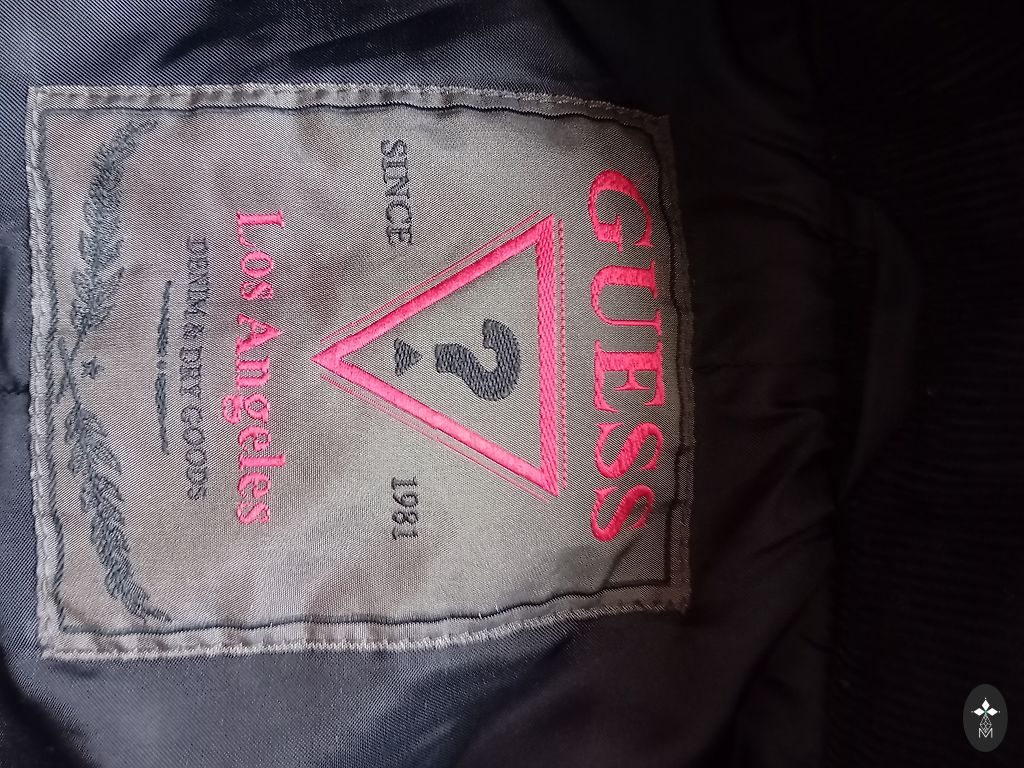 GUESS
?
SINCE 1981
Los Angeles
DENIM & DRY GOODS
M